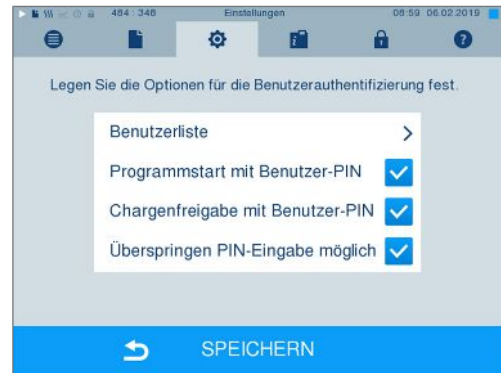 484 : 346 Einstellungen 08:59 06.02.2019
Legen Sie die Optionen für die Benutzerauthentifizierung fest.
Benutzerliste
Programmstart mit Benutzer-PIN
Chargenfreigabe mit Benutzer-PIN
Überspringen PIN-Eingabe möglich
SPEICHERN